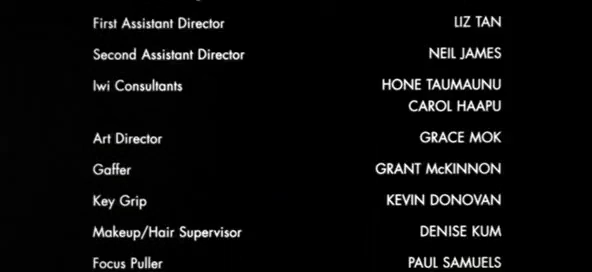 First Assistant Director LIZ TAN
Second Assistant Director NEIL JAMES
Iwi Consultants HONE TAUMAUNU
CAROL HAAPU
Art Director GRACE MOK
Gaffer GRANT McKINNON
Key Grip KEVIN DONOVAN
Makeup/Hair Supervisor DENISE KUM
Focus Puller PAUL SAMUELS